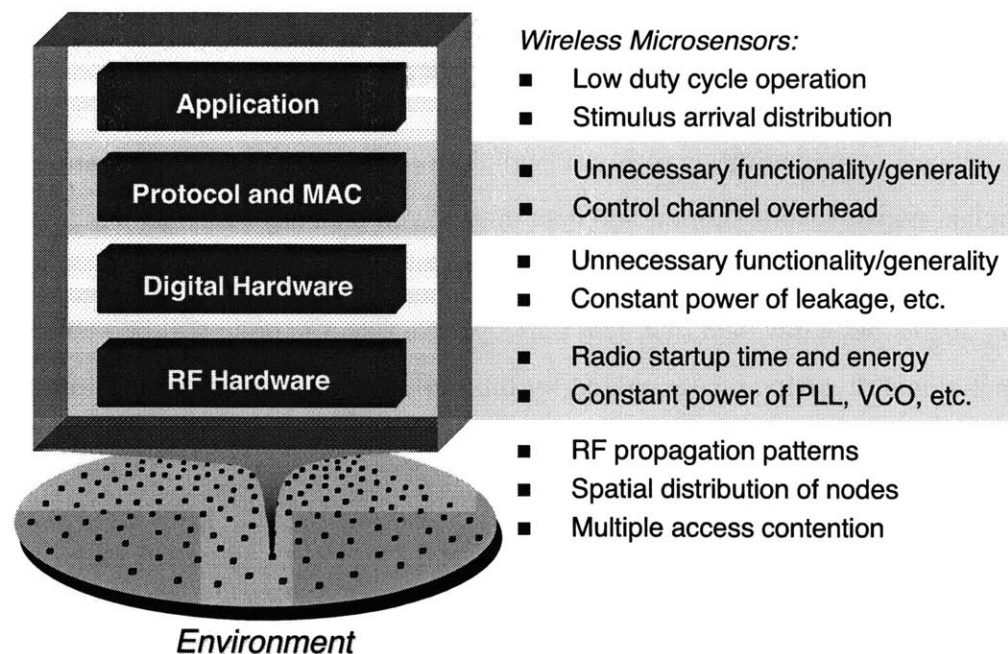 Wireless Microsensors:
Application
■ Low duty cycle operation
■ Stimulus arrival distribution
Protocol and MAC
■ Unnecessary functionality/generality
■ Control channel overhead
Digital Hardware
■ Unnecessary functionality/generality
■ Constant power of leakage, etc.
RF Hardware
■ Radio startup time and energy
■ Constant power of PLL, VCO, etc.
■ RF propagation patterns
■ Spatial distribution of nodes
■ Multiple access contention
Environment